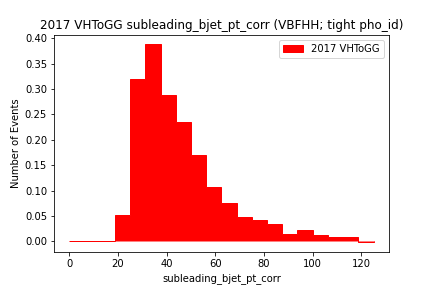 2017 VHToGG subleading_bjet_pt_corr (VBFHH; tight pho_id)
2017 VHToGG
Number of Events
0.40
0.35
0.30
0.25
0.20
0.15
0.10
0.05
0.00
0 20 40 60 80 100 120
subleading_bjet_pt_corr